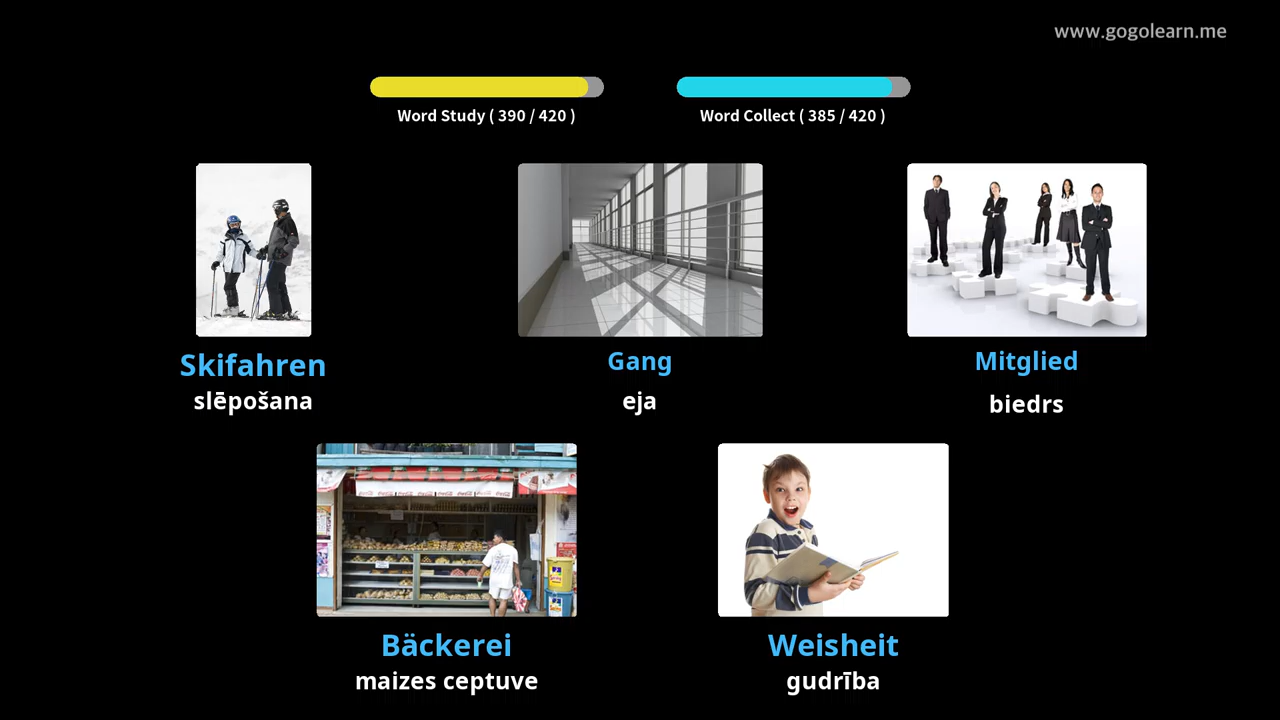 www.gogolearn.me
Word Study ( 390 / 420 )
Word Collect ( 385 / 420 )
Skifahren
slēpošana
Gang
eja
Mitglied
biedrs
Bäckerei
maizes ceptuve
Weisheit
gudrība